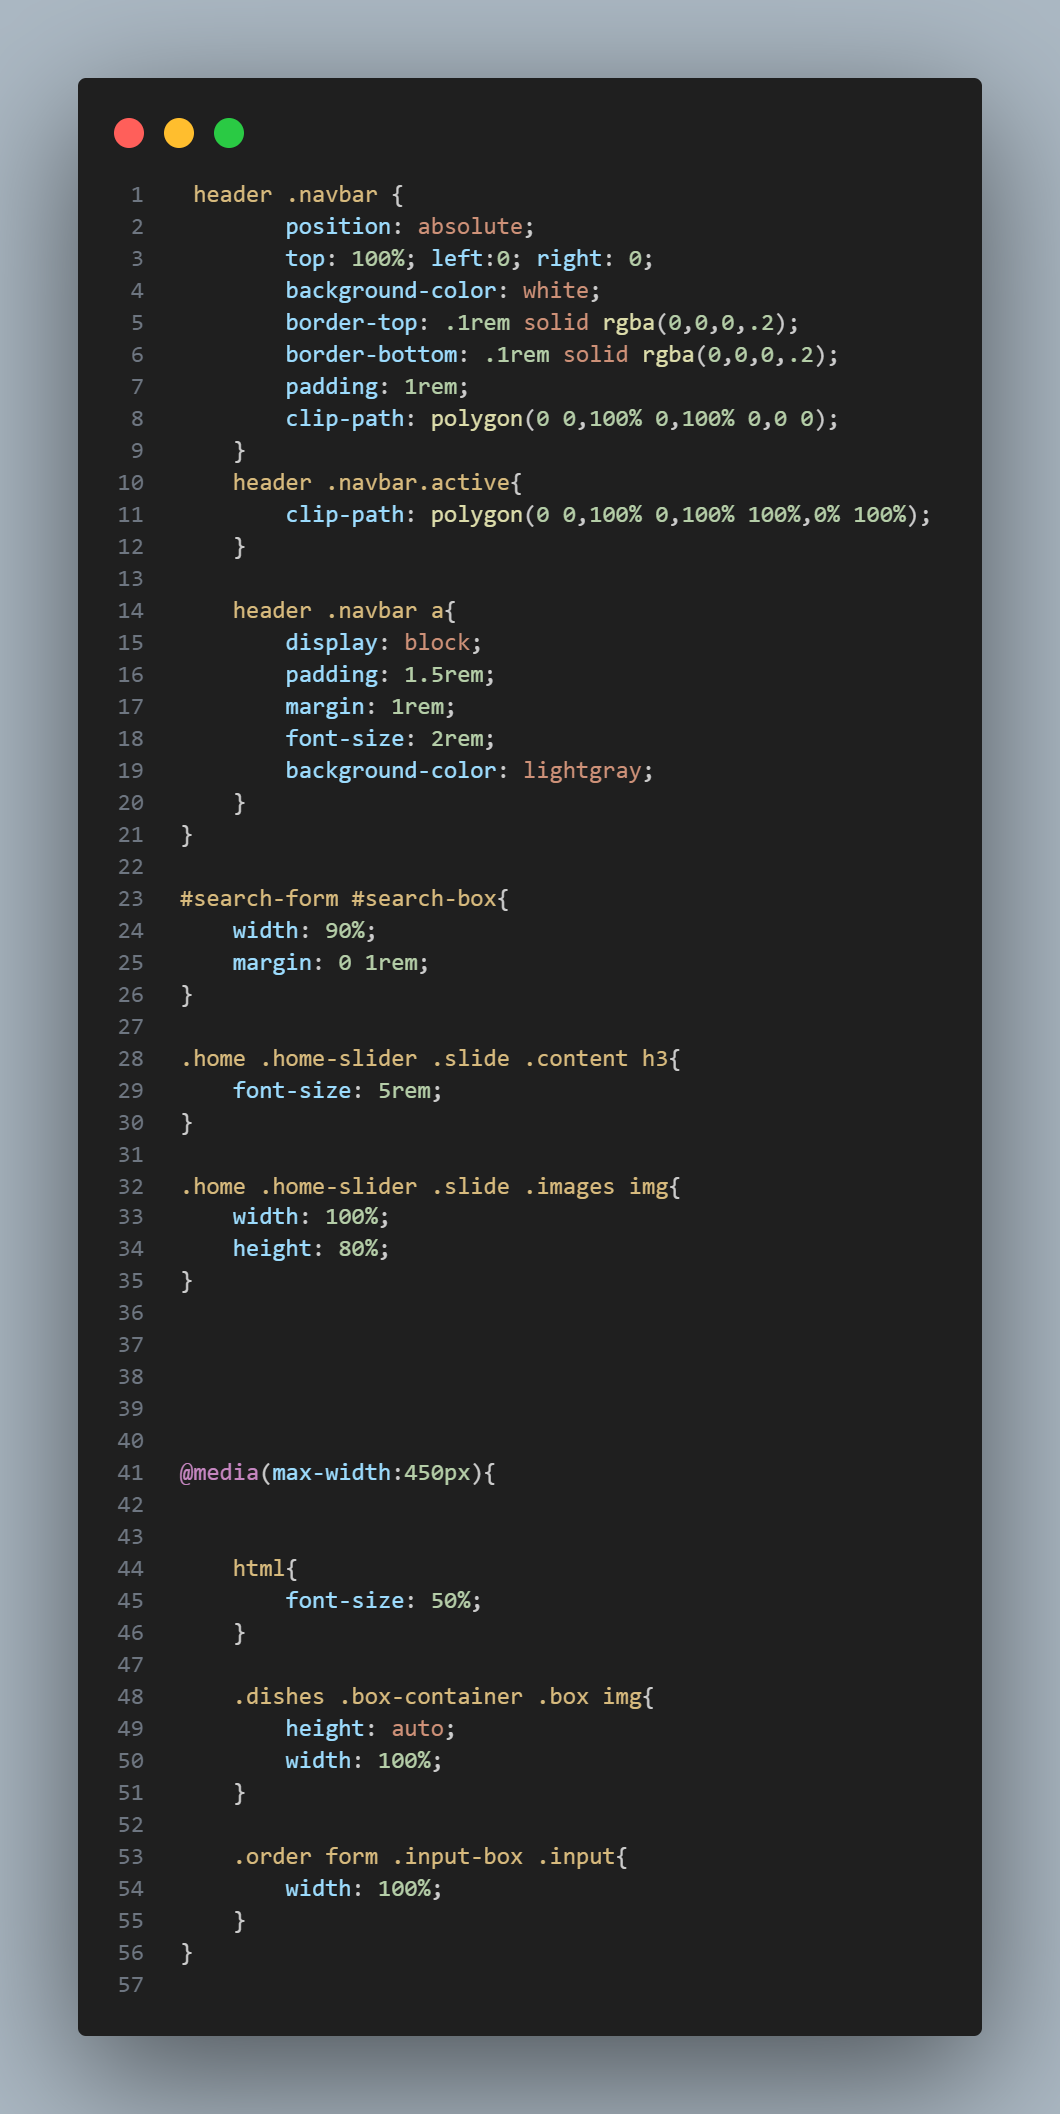 1 header .navbar {
2 position: absolute;
3 top: 100%; left:0; right: 0;
4 background-color: white;
5 border-top: .1rem solid rgba(0,0,0,.2);
6 border-bottom: .1rem solid rgba(0,0,0,.2);
7 padding: 1rem;
8 clip-path: polygon(0 0,100% 0,100% 0,0 0);
9 }
10 header .navbar.active{
11 clip-path: polygon(0 0,100% 0,100% 100%,0% 100%);
12 }
13
14 header .navbar a{
15 display: block;
16 padding: 1.5rem;
17 margin: 1rem;
18 font-size: 2rem;
19 background-color: lightgray;
20 }
21 }
22
23 #search-form #search-box{
24 width: 90%;
25 margin: 0 1rem;
26 }
27
28 .home .home-slider .slide .content h3{
29 font-size: 5rem;
30 }
31
32 .home .home-slider .slide .images img{
33 width: 100%;
34 height: 80%;
35 }
36
37
38
39
40
41 @media(max-width:450px){
42
43
44 html{
45 font-size: 50%;
46 }
47
48 .dishes .box-container .box img{
49 height: auto;
50 width: 100%;
51 }
52
53 .order form .input-box .input{
54 width: 100%;
55 }
56 }
57